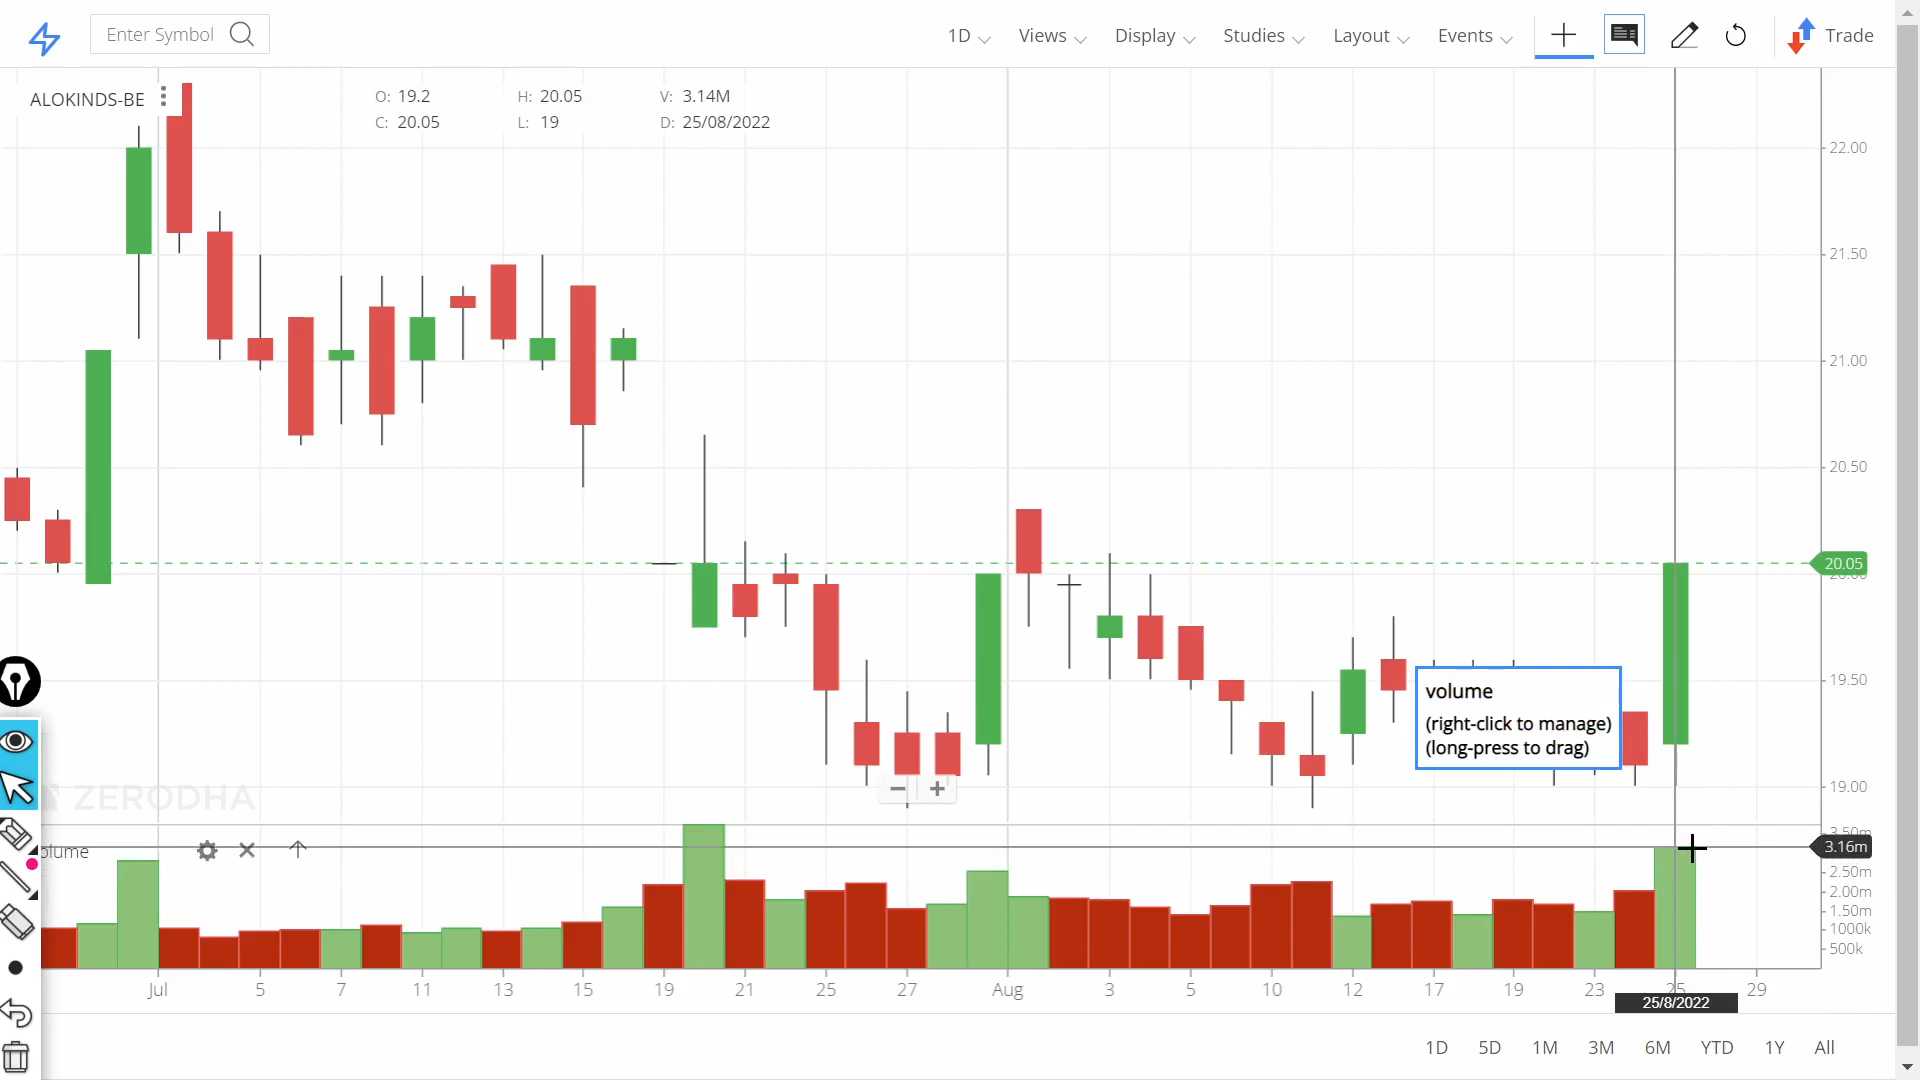 Enter Symbol
1D Views Display Studies Layout Events Trade
ALOKINDS-BE
O: 19.2 H: 20.05 V: 3.14M
C: 20.05 L: 19 D: 25/08/2022
22.00
21.50
21.00
20.50
20.05
20.00
19.50
volume
(right-click to manage)
(long-press to drag)
19.00
ZERODHA
3.50m
olume
3.16m
2.50m
2.00m
1.50m
1000k
500k
Jul 5 7 11 13 15 19 21 25 27 Aug 3 5 10 12 17 19 23 25 29
25/8/2022
1D 5D 1M 3M 6M YTD 1Y All